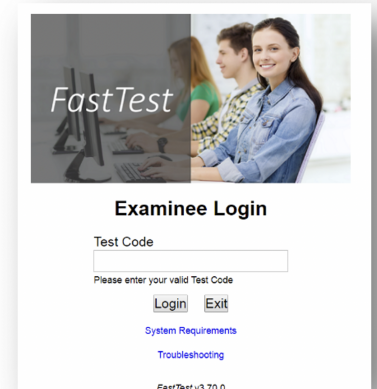 FastTest
Examinee Login
Test Code
Please enter your valid Test Code
Login Exit
System Requirements
Troubleshooting
FastTest v3.70.0